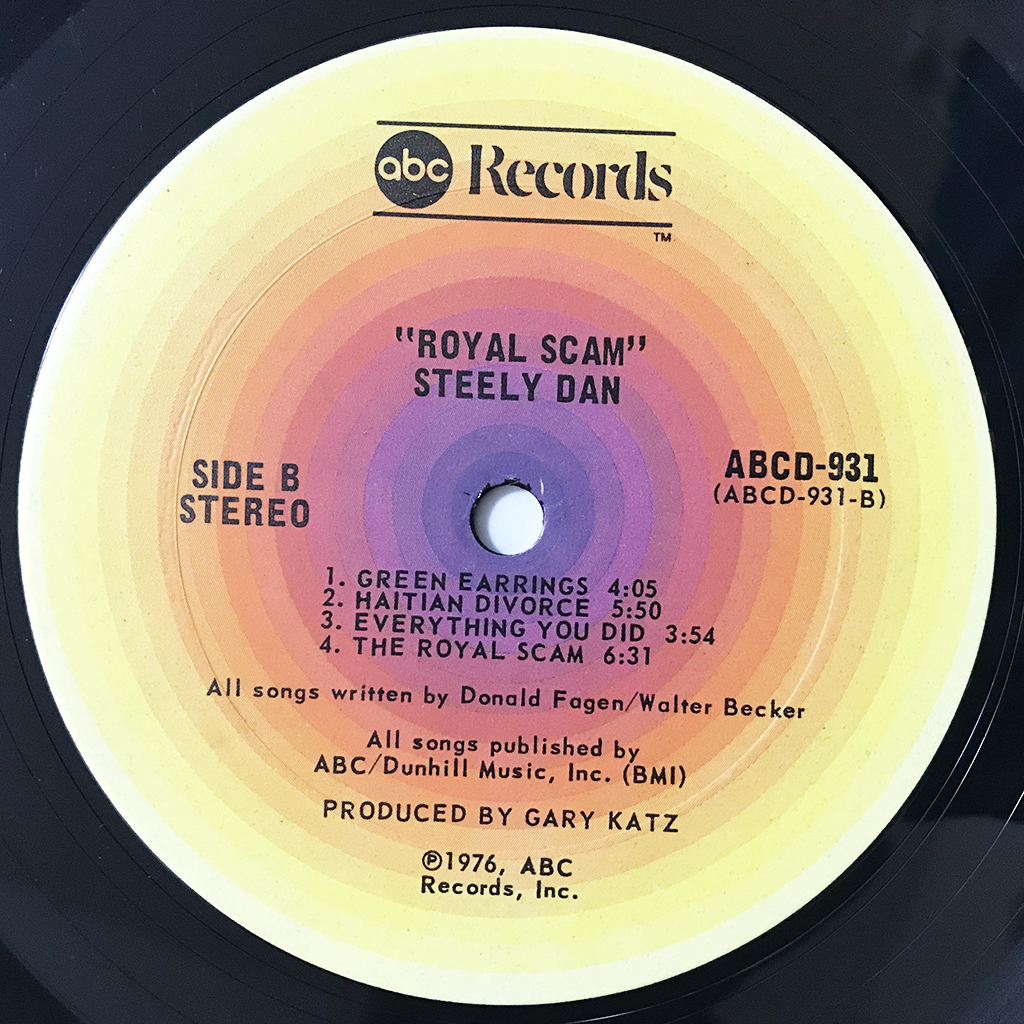 abc Records
TM
"ROYAL SCAM"
STEELY DAN
SIDE B
STEREO
ABCD-931
(ABCD-931-B)
1. GREEN EARRINGS 4:05
2. HAITIAN DIVORCE 5:50
3. EVERYTHING YOU DID 3:54
4. THE ROYAL SCAM 6:31
All songs written by Donald Fagen/Walter Becker
All songs published by
ABC/Dunhill Music, Inc. (BMI)
PRODUCED BY GARY KATZ
℗1976, ABC
Records, Inc.